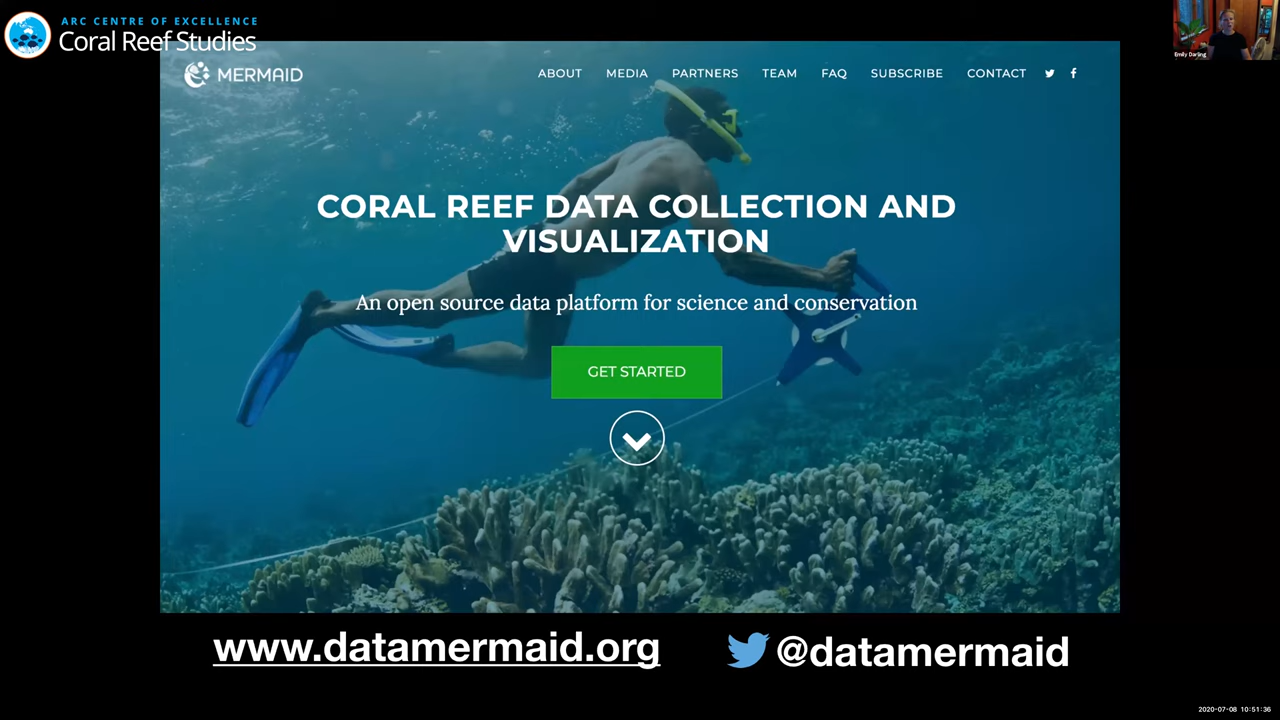 ARC CENTRE OF EXCELLENCE
Coral Reef Studies
Emily Darling
MERMAID
ABOUT MEDIA PARTNERS TEAM FAQ SUBSCRIBE CONTACT
CORAL REEF DATA COLLECTION AND
VISUALIZATION
An open source data platform for science and conservation
GET STARTED
www.datamermaid.org
@datamermaid
2020-07-08 10:51:36